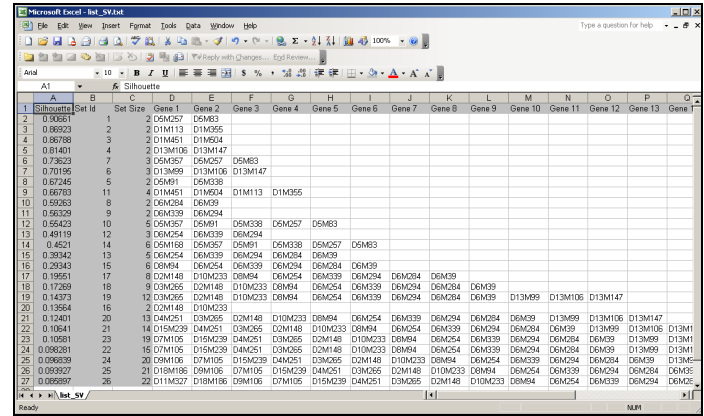 Microsoft Excel - list_SV.txt
File Edit View Insert Format Tools Data Window Help Type a question for help
100%
Reply with Changes... End Review...
Arial 10 B I U $ % ,
A1 fx Silhouette
A B C D E F G H I J K L M N O P Q
1 Silhouette Set Id Set Size Gene 1 Gene 2 Gene 3 Gene 4 Gene 5 Gene 6 Gene 7 Gene 8 Gene 9 Gene 10 Gene 11 Gene 12 Gene 13 Gene 1
2 0.90661 1 2 D5M257 D5M83
3 0.86923 2 2 D1M113 D1M355
4 0.86788 3 2 D1M451 D1M504
5 0.81401 4 2 D13M106 D13M147
6 0.73623 7 3 D5M357 D5M257 D5M83
7 0.70195 6 3 D13M99 D13M106 D13M147
8 0.67245 5 2 D5M91 D5M338
9 0.66783 11 4 D1M451 D1M504 D1M113 D1M355
10 0.59263 8 2 D6M284 D6M39
11 0.56329 9 2 D6M339 D6M294
12 0.55423 10 5 D5M357 D5M91 D5M338 D5M257 D5M83
13 0.49119 12 3 D6M254 D6M339 D6M294
14 0.4521 14 6 D5M168 D5M357 D5M91 D5M338 D5M257 D5M83
15 0.39342 13 5 D6M254 D6M339 D6M294 D6M284 D6M39
16 0.29343 15 6 D8M94 D6M254 D6M339 D6M294 D6M284 D6M39
17 0.19551 17 8 D2M148 D10M233 D8M94 D6M254 D6M339 D6M294 D6M284 D6M39
18 0.17269 18 9 D3M265 D2M148 D10M233 D8M94 D6M254 D6M339 D6M294 D6M284 D6M39
19 0.14373 19 12 D3M265 D2M148 D10M233 D8M94 D6M254 D6M339 D6M294 D6M284 D6M39 D13M99 D13M106 D13M147
20 0.13564 16 2 D2M148 D10M233
21 0.12401 20 13 D4M251 D3M265 D2M148 D10M233 D8M94 D6M254 D6M339 D6M294 D6M284 D6M39 D13M99 D13M106 D13M147
22 0.10641 21 14 D15M239 D4M251 D3M265 D2M148 D10M233 D8M94 D6M254 D6M339 D6M294 D6M284 D6M39 D13M99 D13M106 D13M1
23 0.10581 23 19 D7M105 D15M239 D4M251 D3M265 D2M148 D10M233 D8M94 D6M254 D6M339 D6M294 D6M284 D6M39 D13M99 D13M1
24 0.098281 22 15 D7M105 D15M239 D4M251 D3M265 D2M148 D10M233 D8M94 D6M254 D6M339 D6M294 D6M284 D6M39 D13M99 D13M1
25 0.096839 24 20 D9M106 D7M105 D15M239 D4M251 D3M265 D2M148 D10M233 D8M94 D6M254 D6M339 D6M294 D6M284 D6M39 D13M9
26 0.093927 25 21 D18M186 D9M106 D7M105 D15M239 D4M251 D3M265 D2M148 D10M233 D8M94 D6M254 D6M339 D6M294 D6M284 D6M39
27 0.085897 26 22 D11M327 D18M186 D9M106 D7M105 D15M239 D4M251 D3M265 D2M148 D10M233 D8M94 D6M254 D6M339 D6M294 D6M28
list_SV
Ready NUM